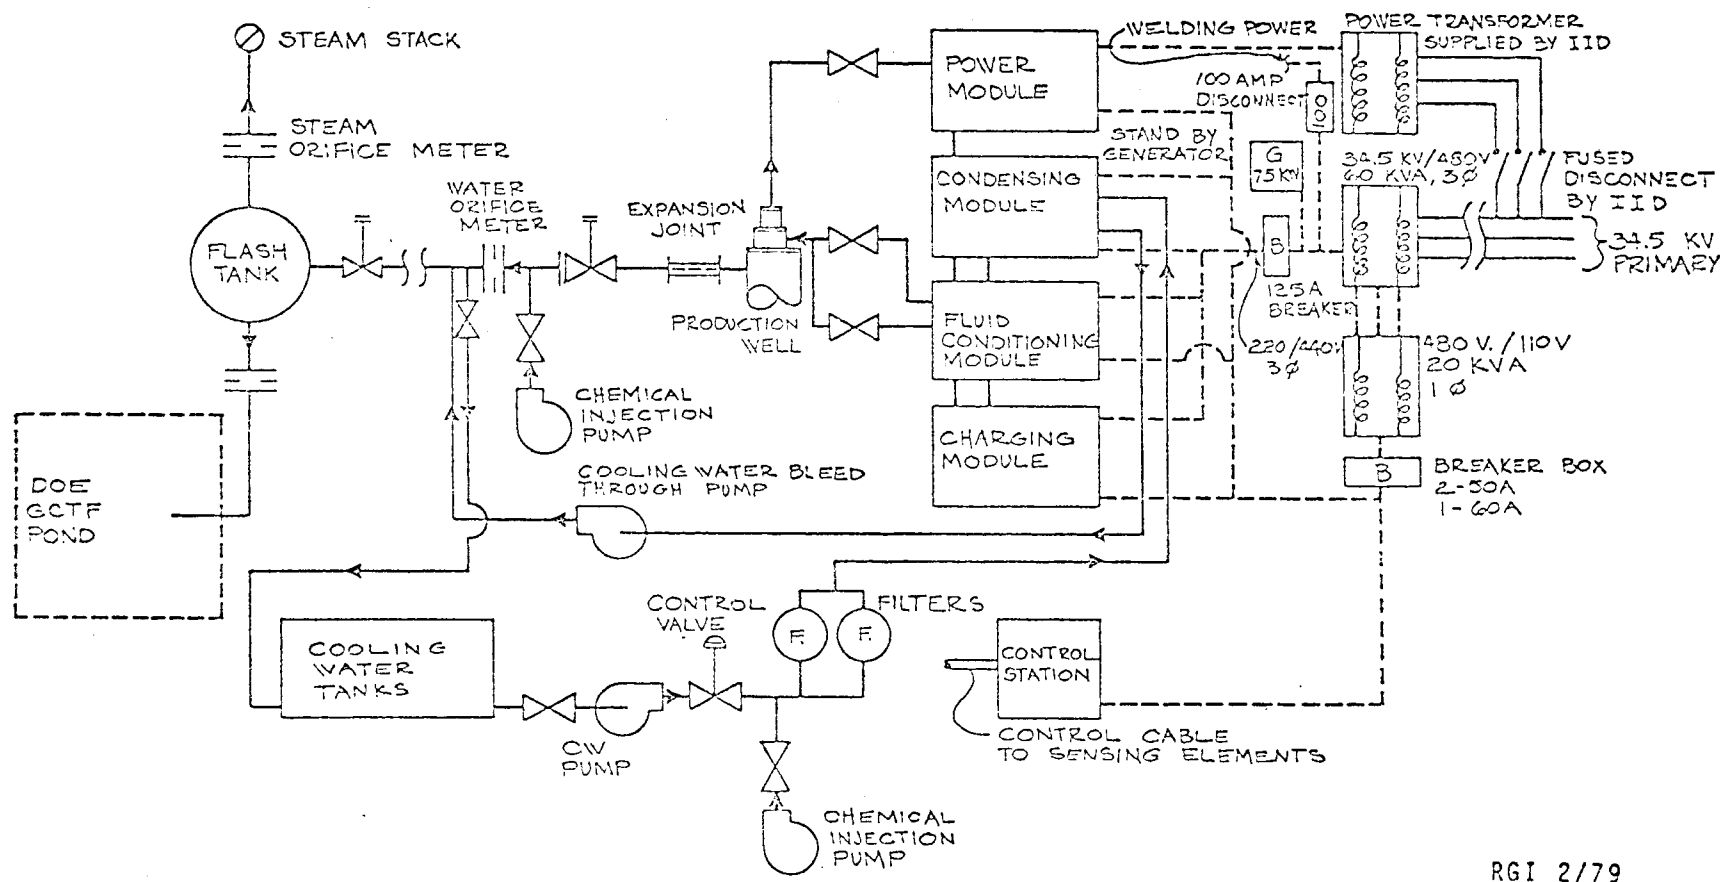 STEAM STACK
STEAM
ORIFICE METER
FLASH
TANK
WATER
ORIFICE
METER
EXPANSION
JOINT
PRODUCTION
WELL
CHEMICAL
INJECTION
PUMP
DOE
GCTF
POND
COOLING WATER BLEED
THROUGH PUMP
COOLING
WATER
TANKS
CW
PUMP
CONTROL
VALVE
FILTERS
F.
F.
CHEMICAL
INJECTION
PUMP
CONTROL
STATION
CONTROL CABLE
TO SENSING ELEMENTS
POWER
MODULE
CONDENSING
MODULE
FLUID
CONDITIONING
MODULE
CHARGING
MODULE
WELDING POWER
100 AMP
DISCONNECT
100
STAND BY
GENERATOR
G
75KW
B
125A
BREAKER
220/440V
3Ø
POWER TRANSFORMER
SUPPLIED BY IID
34.5 KV/480V
60 KVA, 3Ø
FUSED
DISCONNECT
BY IID
34.5 KV
PRIMARY
480 V./110V
20 KVA
1 Ø
B
BREAKER BOX
2-50A
1-60A
RGI 2/79